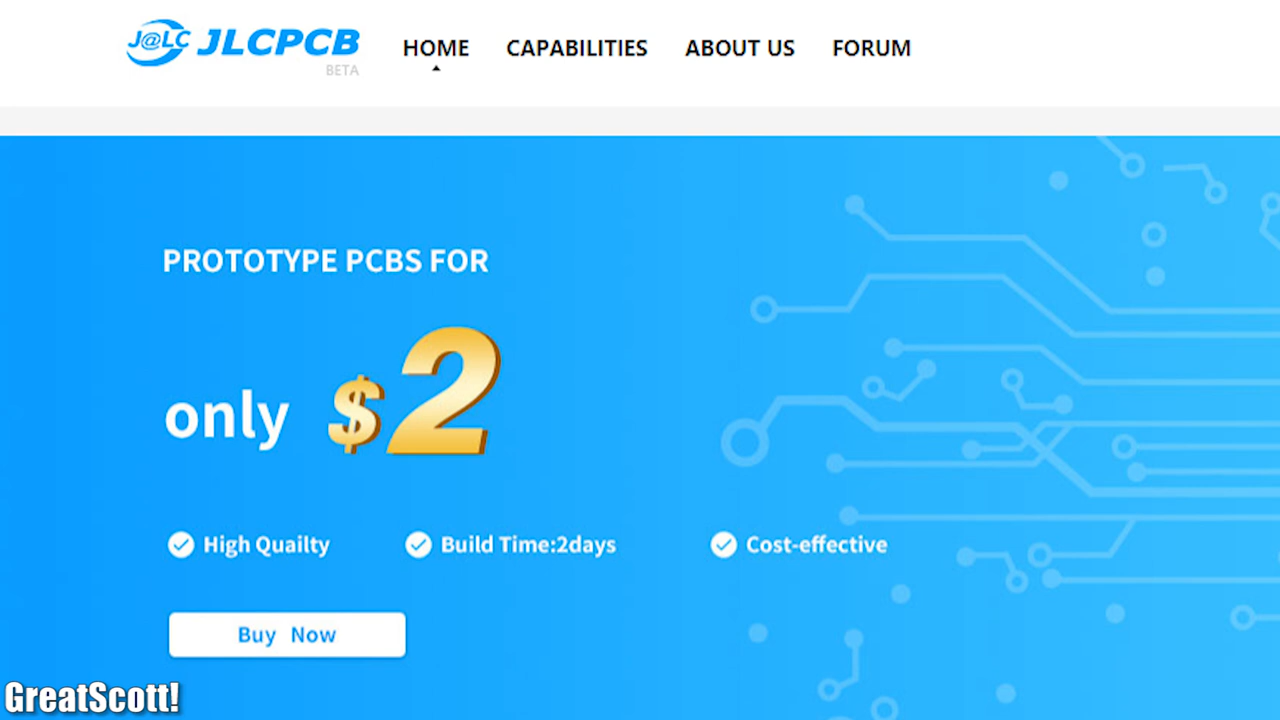 J@LC JLCPCB
BETA
HOME CAPABILITIES ABOUT US FORUM
PROTOTYPE PCBS FOR
only $2
High Quailty Build Time:2days Cost-effective
Buy Now
GreatScott!